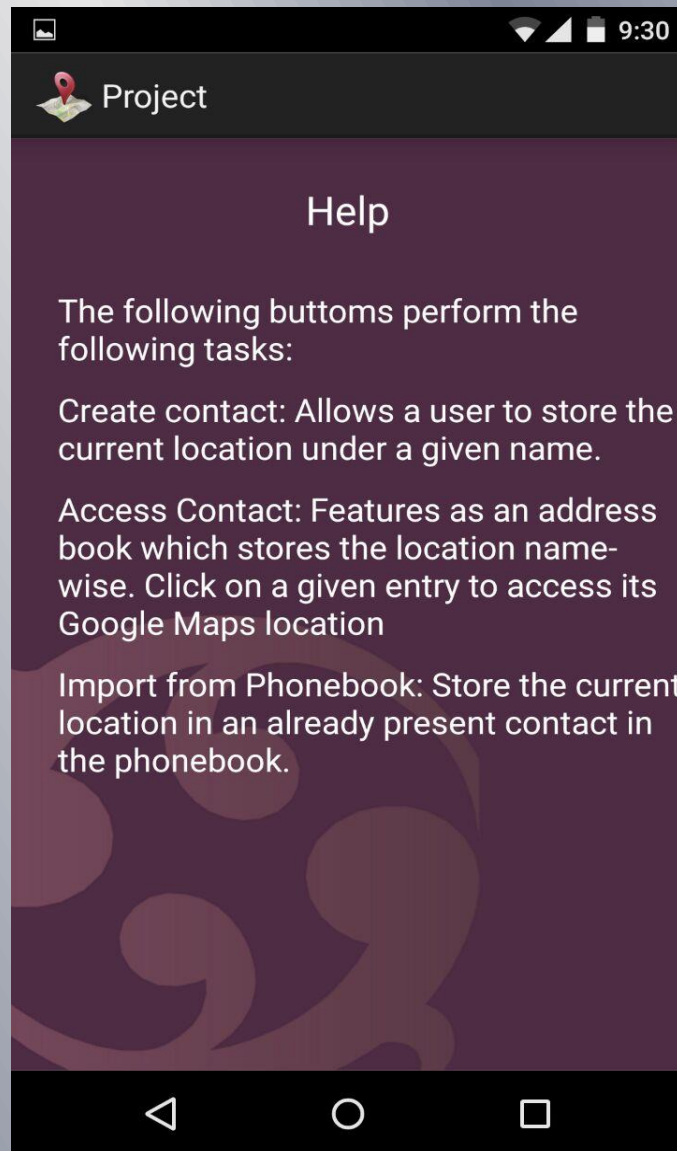 9:30
Project
Help
The following buttoms perform the
following tasks:
Create contact: Allows a user to store the
current location under a given name.
Access Contact: Features as an address
book which stores the location name-
wise. Click on a given entry to access its
Google Maps location
Import from Phonebook: Store the current
location in an already present contact in
the phonebook.